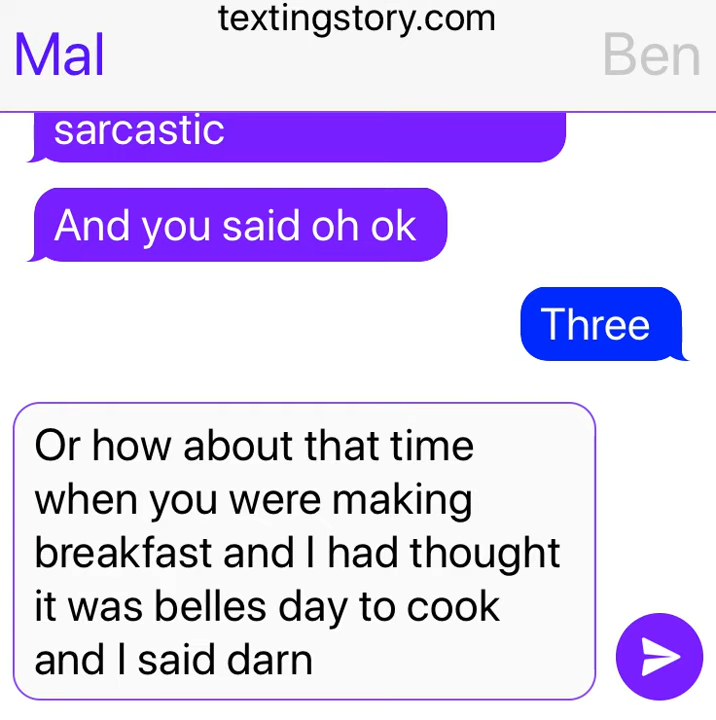 textingstory.com
Mal
Ben
sarcastic
And you said oh ok
Three
Or how about that time
when you were making
breakfast and I had thought
it was belles day to cook
and I said darn